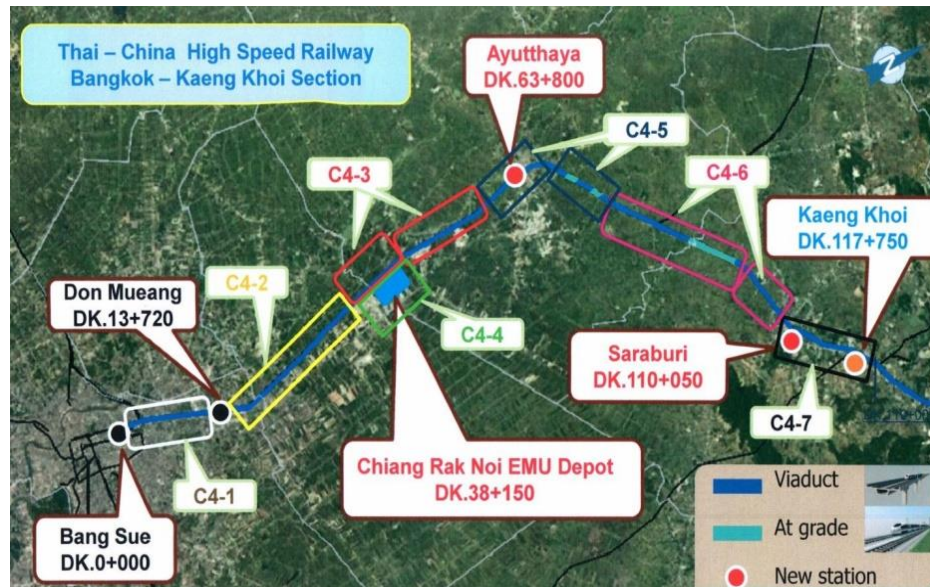 Thai – China High Speed Railway
Bangkok – Kaeng Khoi Section
Ayutthaya
DK.63+800
C4-5
C4-3
C4-6
Kaeng Khoi
DK.117+750
Don Mueang
DK.13+720
C4-2
C4-4
Saraburi
DK.110+050
C4-7
Chiang Rak Noi EMU Depot
DK.38+150
C4-1
Bang Sue
DK.0+000
Viaduct
At grade
New station